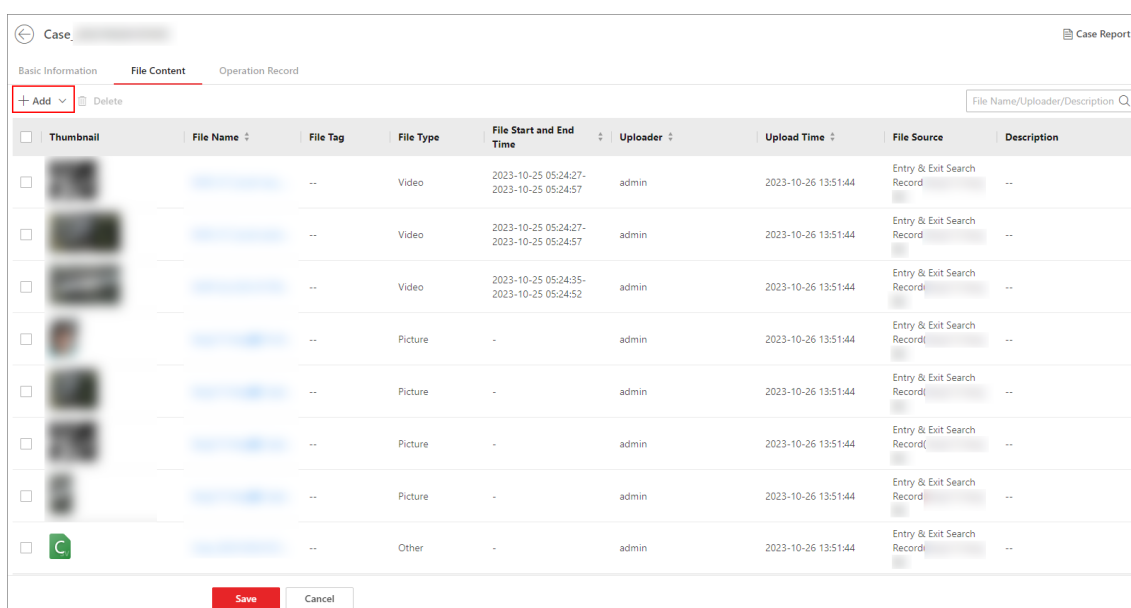 Case_
Case Report
Basic Information File Content Operation Record
+ Add Delete
File Name/Uploader/Description
Thumbnail File Name File Tag File Type File Start and End Time Uploader Upload Time File Source Description
-- Video 2023-10-25 05:24:27- 2023-10-25 05:24:57 admin 2023-10-26 13:51:44 Entry & Exit Search Record --
-- Video 2023-10-25 05:24:27- 2023-10-25 05:24:57 admin 2023-10-26 13:51:44 Entry & Exit Search Record --
-- Video 2023-10-25 05:24:35- 2023-10-25 05:24:52 admin 2023-10-26 13:51:44 Entry & Exit Search Record --
-- Picture - admin 2023-10-26 13:51:44 Entry & Exit Search Record( --
-- Picture - admin 2023-10-26 13:51:44 Entry & Exit Search Record( --
-- Picture - admin 2023-10-26 13:51:44 Entry & Exit Search Record( --
-- Picture - admin 2023-10-26 13:51:44 Entry & Exit Search Record --
-- Other - admin 2023-10-26 13:51:44 Entry & Exit Search Record --
Save Cancel